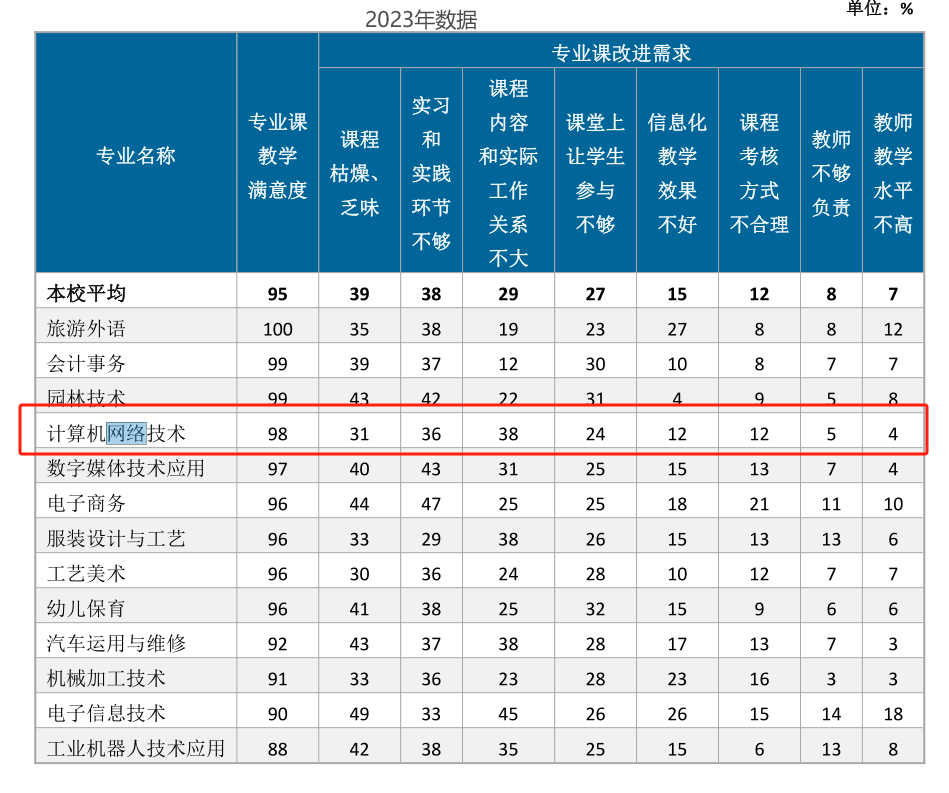 2023年数据
单位：%
专业名称 专业课教学满意度 专业课改进需求
课程枯燥、乏味 实习和实践环节不够 课程内容和实际工作关系不大 课堂上让学生参与不够 信息化教学效果不好 课程考核方式不合理 教师不够负责 教师教学水平不高
本校平均 95 39 38 29 27 15 12 8 7
旅游外语 100 35 38 19 23 27 8 8 12
会计事务 99 39 37 12 30 10 8 7 7
园林技术 99 43 42 22 31 4 9 5 8
计算机网络技术 98 31 36 38 24 12 12 5 4
数字媒体技术应用 97 40 43 31 25 15 13 7 4
电子商务 96 44 47 25 25 18 21 11 10
服装设计与工艺 96 33 29 38 26 15 13 13 6
工艺美术 96 30 36 24 28 10 12 7 7
幼儿保育 96 41 38 25 32 15 9 6 6
汽车运用与维修 92 43 37 38 28 17 13 7 3
机械加工技术 91 33 36 23 28 23 16 3 3
电子信息技术 90 49 33 45 26 26 15 14 18
工业机器人技术应用 88 42 38 35 25 15 6 13 8